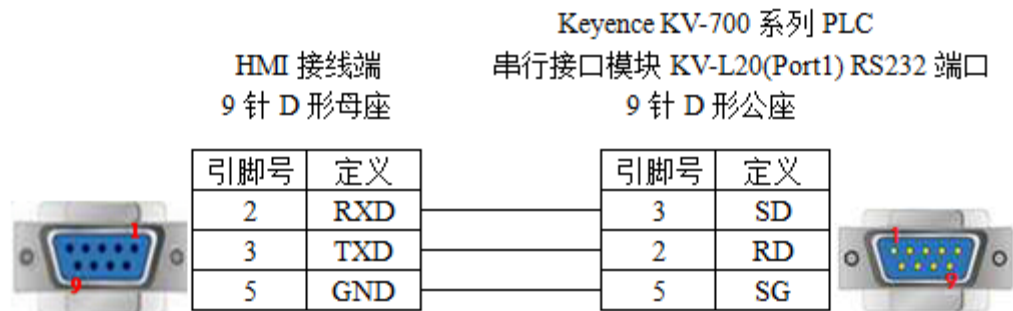 Keyence KV-700 系列 PLC
HMI 接线端
串行接口模块 KV-L20(Port1) RS232 端口
9 针 D 形母座
9 针 D 形公座
引脚号 定义 引脚号 定义
2 RXD 3 SD
3 TXD 2 RD
5 GND 5 SG
1
9
1
9